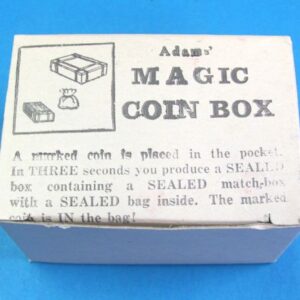 Adams'
MAGIC
COIN BOX
A marked coin is placed in the pocket.
In THREE seconds you produce a SEALED
box containing a SEALED match-box
with a SEALED bag inside. The marked
coin is IN the bag!